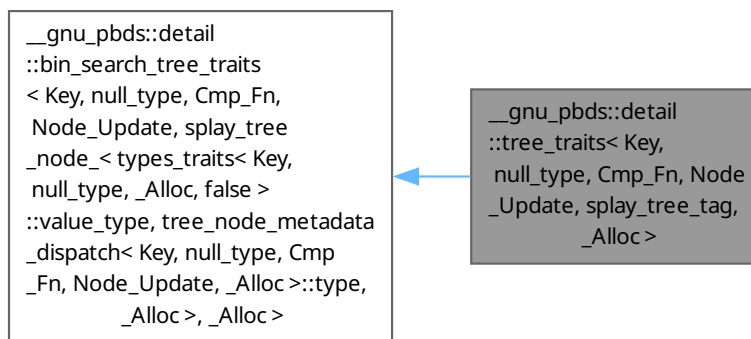 __gnu_pbds::detail
::bin_search_tree_traits
< Key, null_type, Cmp_Fn,
Node_Update, splay_tree
_node_< types_traits< Key,
null_type, _Alloc, false >
::value_type, tree_node_metadata
_dispatch< Key, null_type, Cmp
_Fn, Node_Update, _Alloc >::type,
_Alloc >, _Alloc >
__gnu_pbds::detail
::tree_traits< Key,
null_type, Cmp_Fn, Node
_Update, splay_tree_tag,
_Alloc >